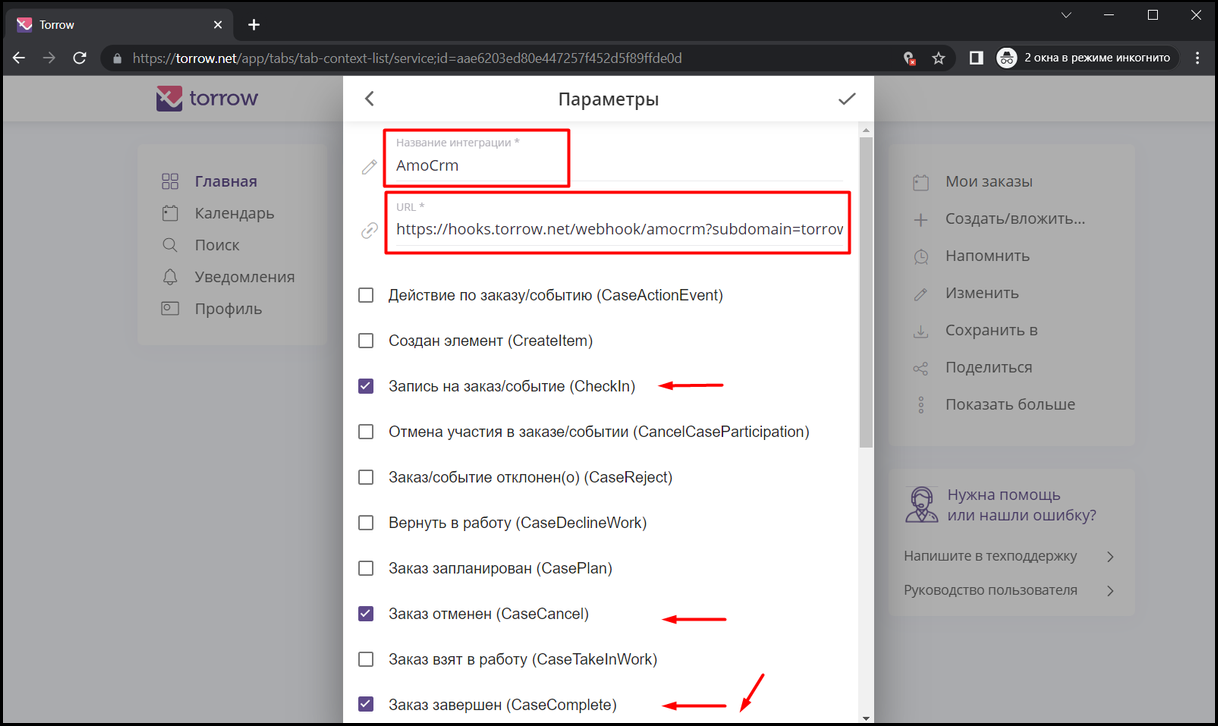 Torrow
https://torrow.net/app/tabs/tab-context-list/service;id=aae6203ed80e447257f452d5f89ffde0d
2 окна в режиме инкогнито
torrow
Главная
Календарь
Поиск
Уведомления
Профиль
Параметры
Название интеграции *
AmoCrm
URL *
https://hooks.torrow.net/webhook/amocrm?subdomain=torrow
Действие по заказу/событию (CaseActionEvent)
Создан элемент (CreateItem)
Запись на заказ/событие (CheckIn)
Отмена участия в заказе/событии (CancelCaseParticipation)
Заказ/событие отклонен(о) (CaseReject)
Вернуть в работу (CaseDeclineWork)
Заказ запланирован (CasePlan)
Заказ отменен (CaseCancel)
Заказ взят в работу (CaseTakeInWork)
Заказ завершен (CaseComplete)
Мои заказы
Создать/вложить...
Напомнить
Изменить
Сохранить в
Поделиться
Показать больше
Нужна помощь
или нашли ошибку?
Напишите в техподдержку
Руководство пользователя